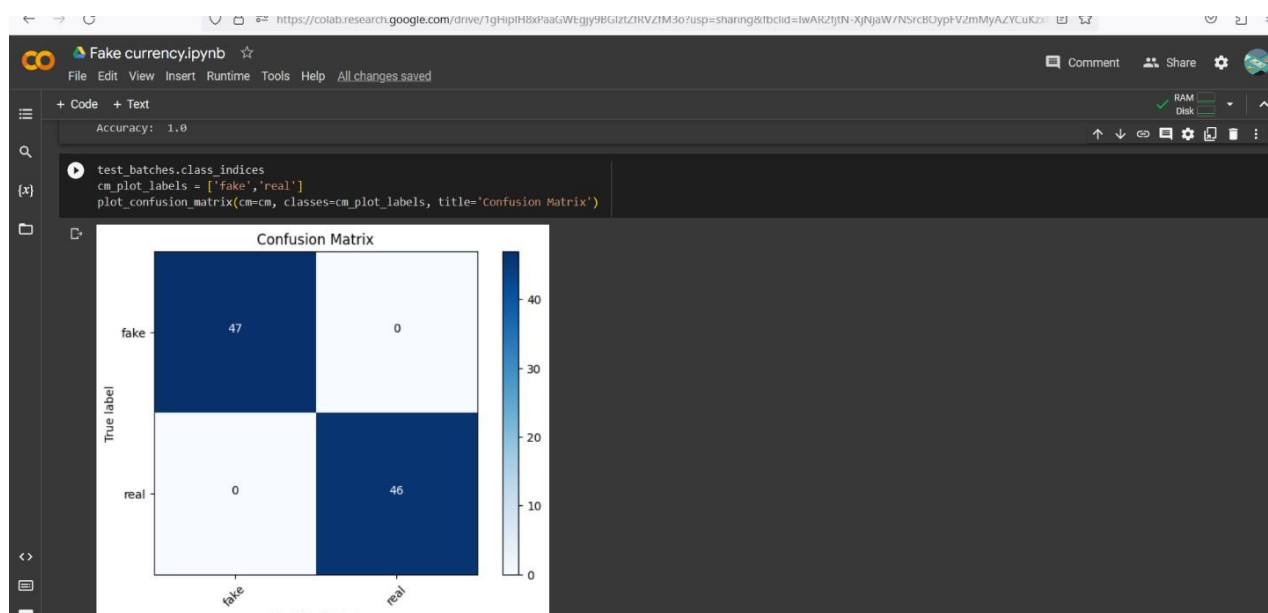 Fake currency.ipynb
File Edit View Insert Runtime Tools Help All changes saved
Comment Share
+ Code + Text
RAM
Disk
Accuracy: 1.0
{x}
test_batches.class_indices
cm_plot_labels = ['fake','real']
plot_confusion_matrix(cm=cm, classes=cm_plot_labels, title='Confusion Matrix')
Confusion Matrix
True label
fake
47 0
real
0 46
fake real
40
30
20
10
0